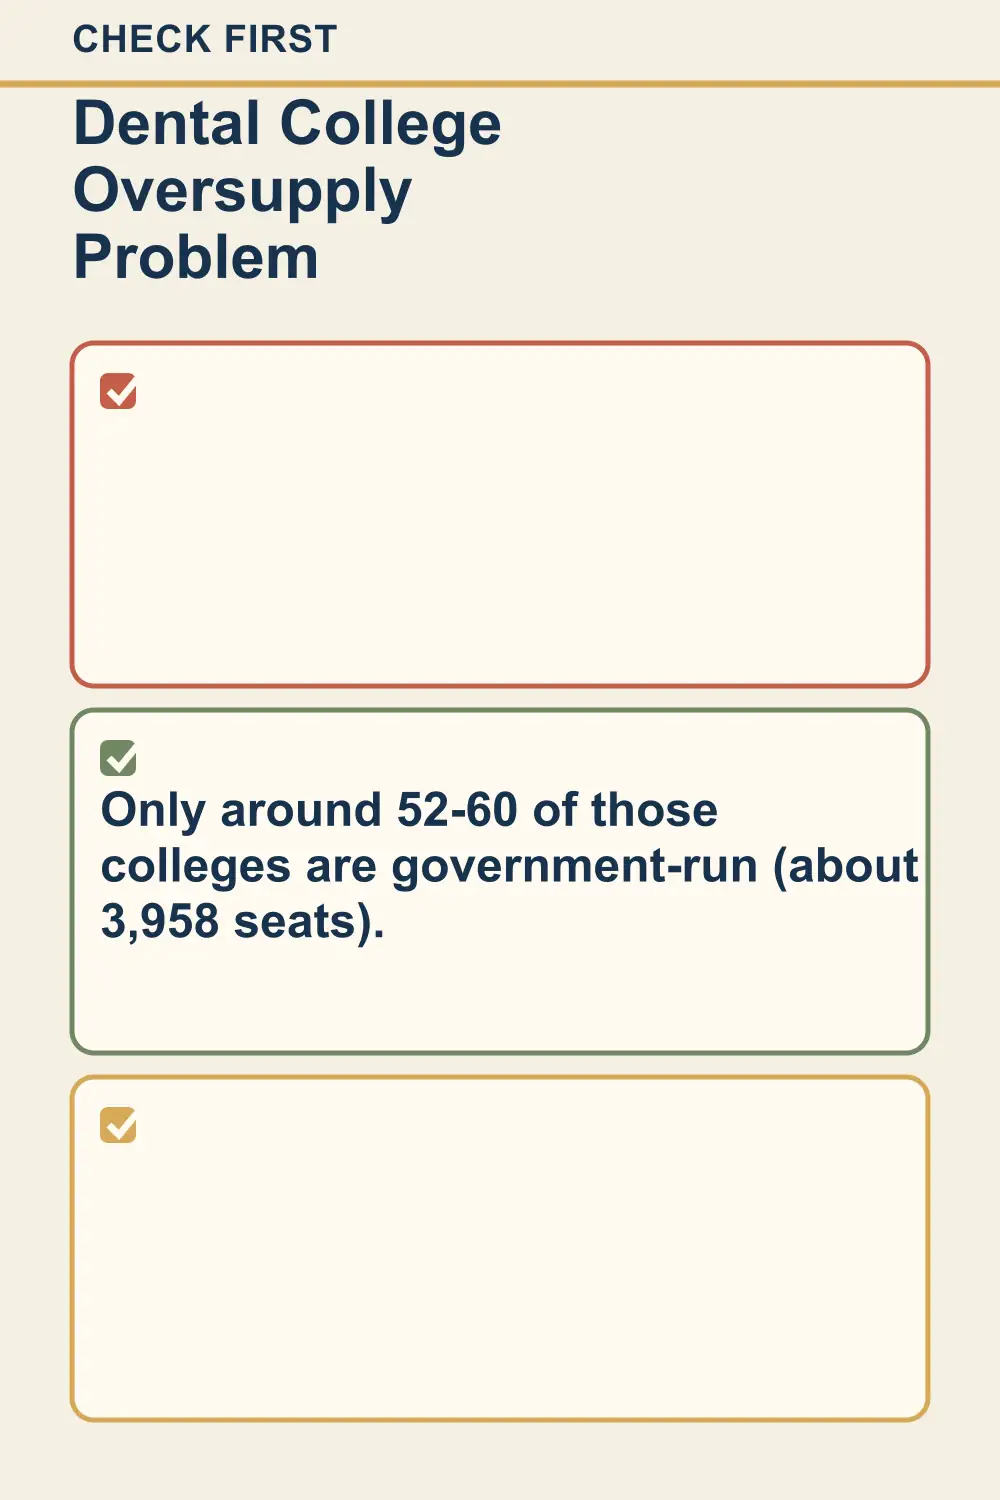 CHECK FIRST
Dental College
Oversupply
Problem
Only around 52-60 of those
colleges are government-run (about
3,958 seats).